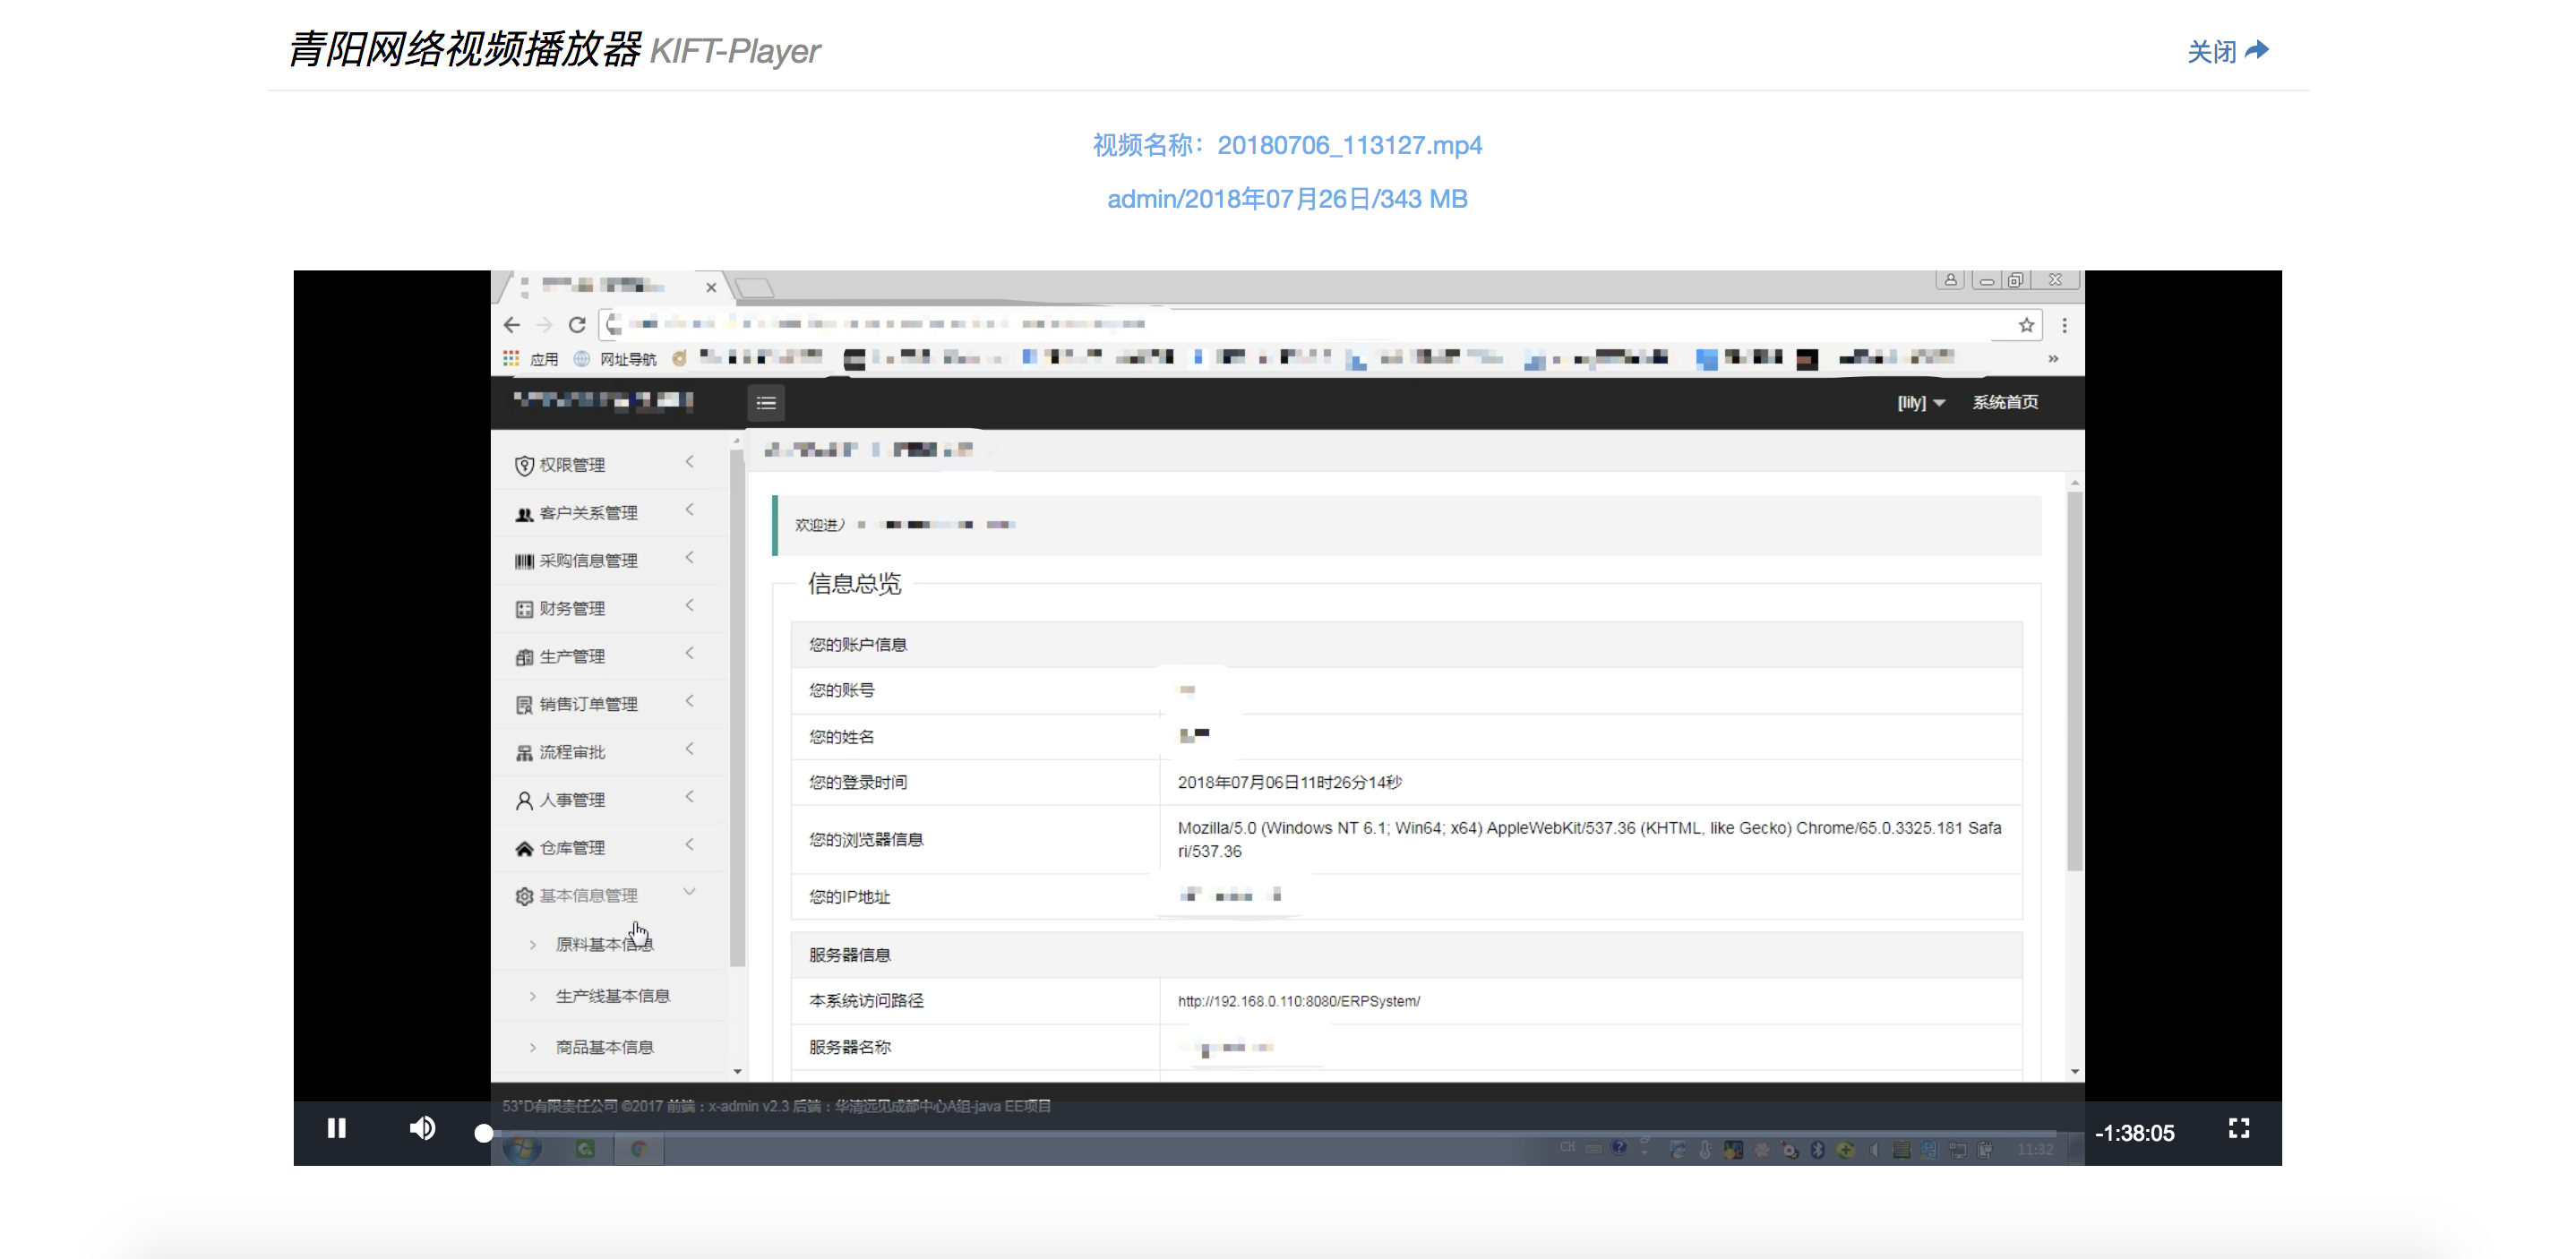 青阳网络视频播放器 KIFT-Player
关闭
视频名称：20180706_113127.mp4
admin/2018年07月26日/343 MB
应用 网址导航
»
[lily] 系统首页
权限管理
客户关系管理
采购信息管理
财务管理
生产管理
销售订单管理
流程审批
人事管理
仓库管理
基本信息管理
原料基本信息
生产线基本信息
商品基本信息
欢迎进入
信息总览
您的账户信息
您的账号
您的姓名
您的登录时间 2018年07月06日11时26分14秒
您的浏览器信息 Mozilla/5.0 (Windows NT 6.1; Win64; x64) AppleWebKit/537.36 (KHTML, like Gecko) Chrome/65.0.3325.181 Safa
ri/537.36
您的IP地址
服务器信息
本系统访问路径 http://192.168.0.110:8080/ERPSystem/
服务器名称
53°D有限责任公司 ©2017 前端：x-admin v2.3 后端：华清远见成都中心A组-java EE项目
CH 11:32
-1:38:05